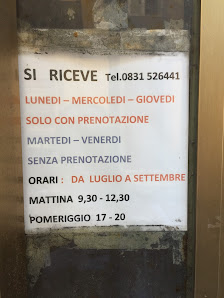 SI RICEVE Tel.0831 526441
LUNEDI – MERCOLEDI – GIOVEDI
SOLO CON PRENOTAZIONE
MARTEDI – VENERDI
SENZA PRENOTAZIONE
ORARI : DA LUGLIO A SETTEMBRE
MATTINA 9,30 - 12,30
POMERIGGIO 17 - 20